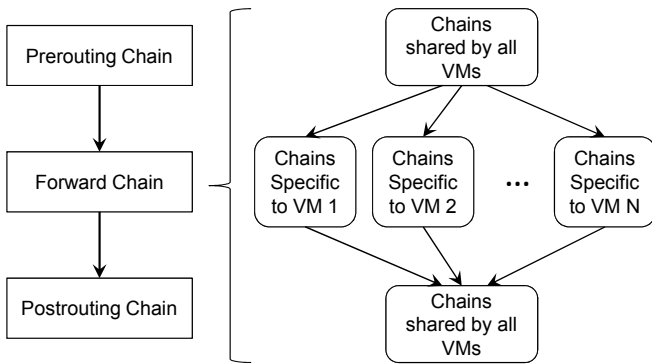 Prerouting Chain
Forward Chain
Postrouting Chain
Chains
shared by all
VMs
Chains
Specific
to VM 1
Chains
Specific
to VM 2
...
Chains
Specific
to VM N
Chains
shared by all
VMs